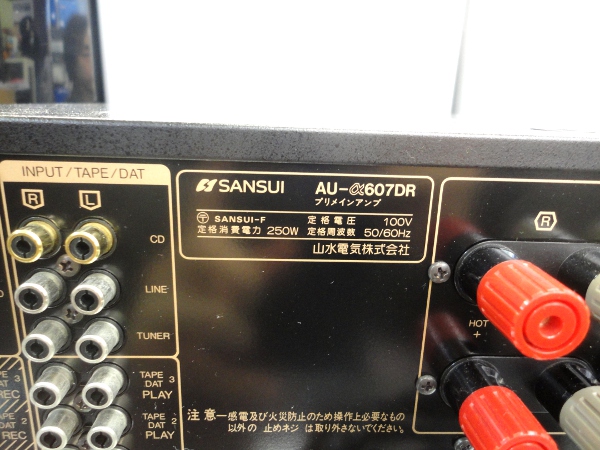 INPUT/TAPE/DAT
R L
CD
LINE
TUNER
TAPE 3
DAT
PLAY
TAPE 2
DAT
PLAY
3
REC
2
REC
SANSUI AU-α607DR
プリメインアンプ
〒 SANSUI-F 定格電圧 100V
定格消費電力 250W 定格周波数 50/60Hz
山水電気株式会社
R
HOT
+
注意―感電及び火災防止のため操作上必要なもの
以外の 止めネジ は取り外さないでください。